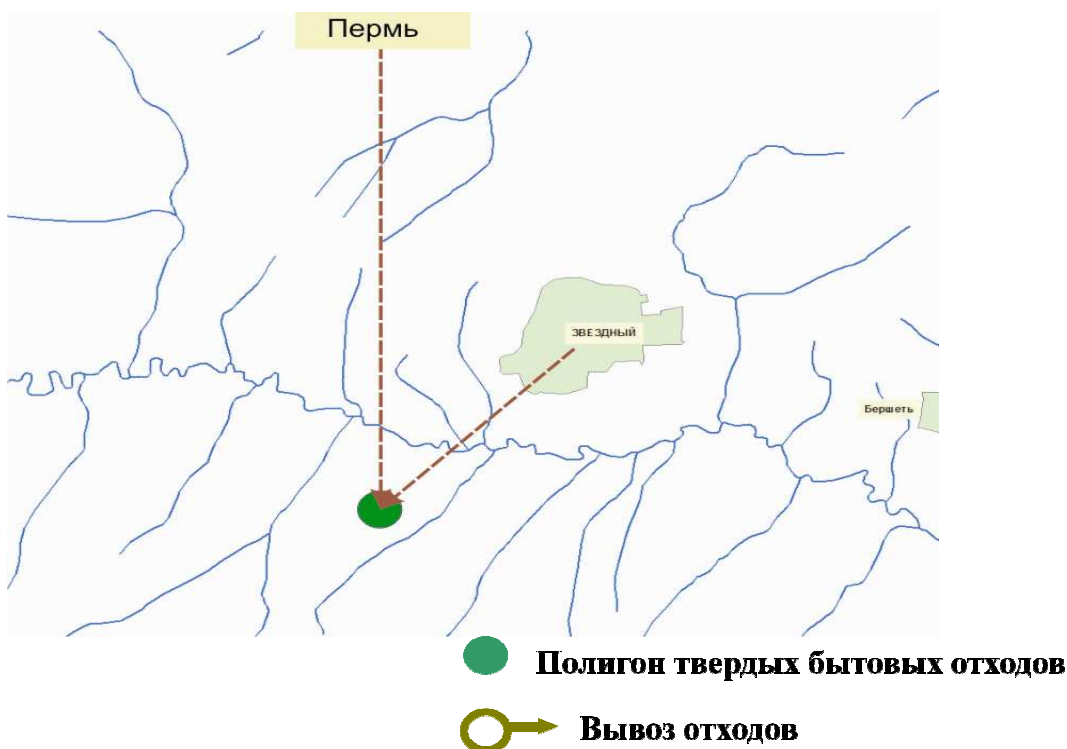 Пермь
ЗВЕЗДНЫЙ
Бершеть
Полигон твердых бытовых отходов
Вывоз отходов